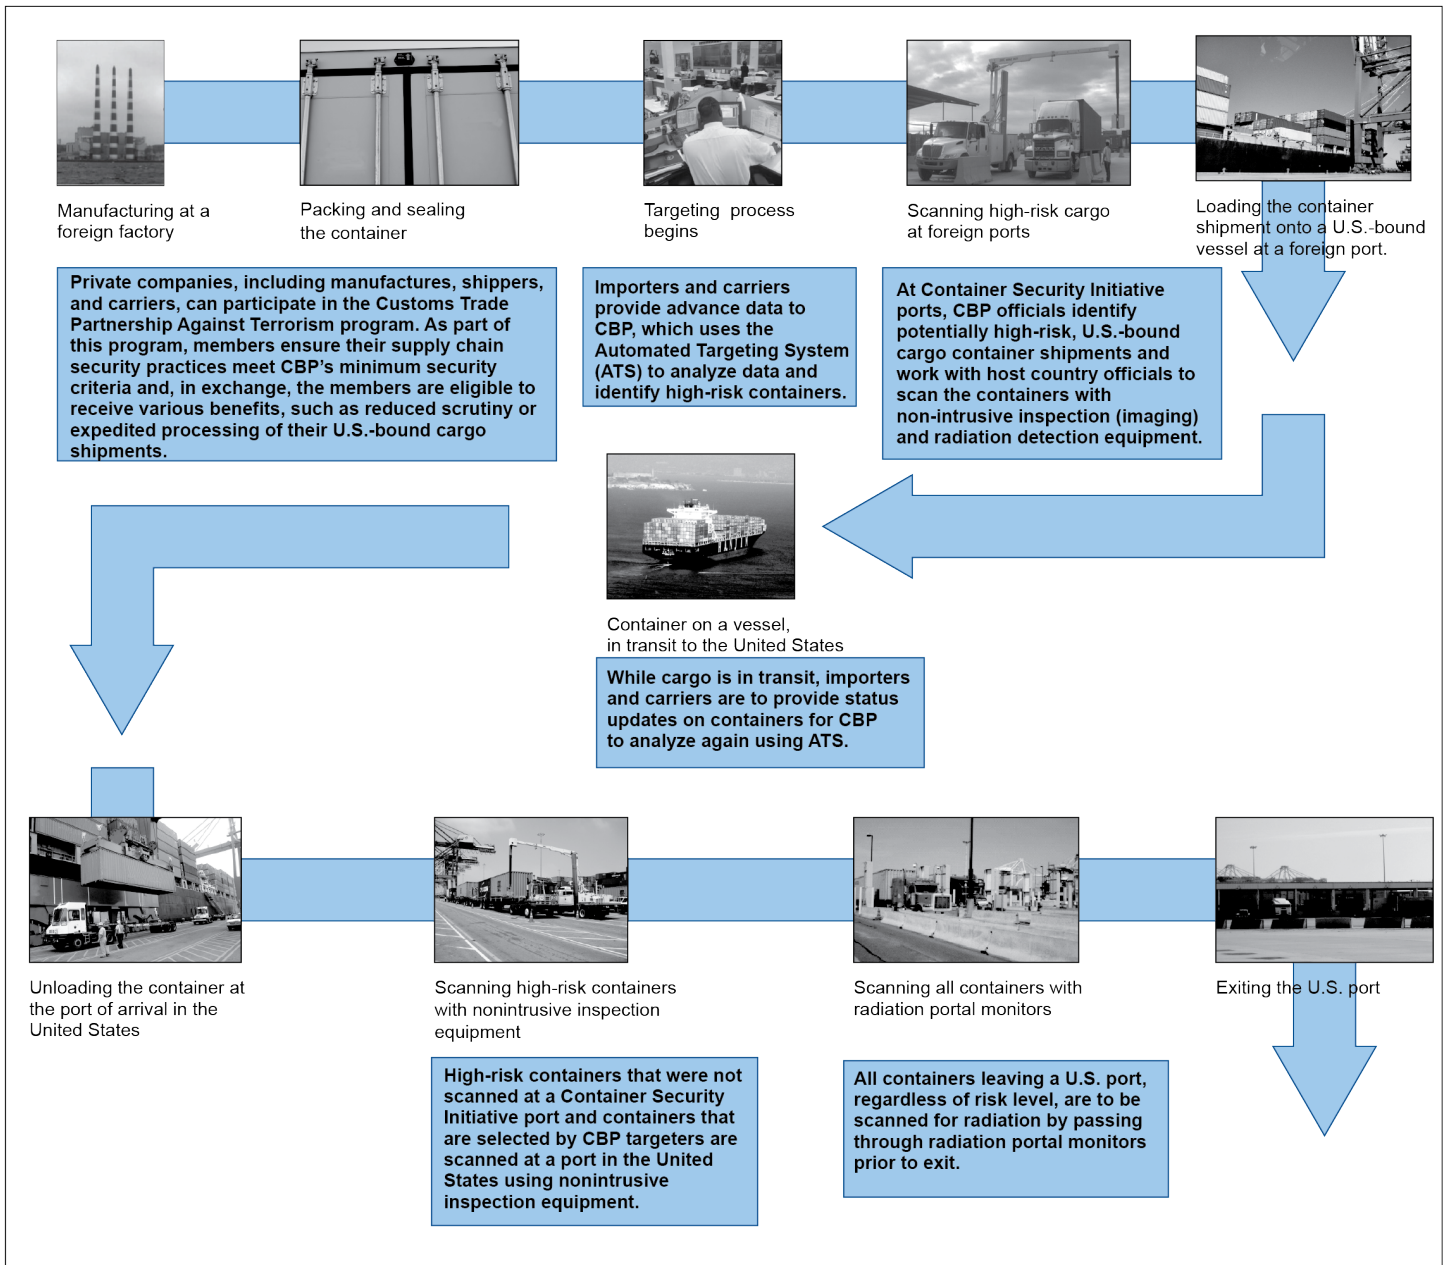 Manufacturing at a
foreign factory
Packing and sealing
the container
Targeting process
begins
Scanning high-risk cargo
at foreign ports
Loading the container
shipment onto a U.S.-bound
vessel at a foreign port.
Private companies, including manufactures, shippers,
and carriers, can participate in the Customs Trade
Partnership Against Terrorism program. As part of
this program, members ensure their supply chain
security practices meet CBP's minimum security
criteria and, in exchange, the members are eligible to
receive various benefits, such as reduced scrutiny or
expedited processing of their U.S.-bound cargo
shipments.
Importers and carriers
provide advance data to
CBP, which uses the
Automated Targeting System
(ATS) to analyze data and
identify high-risk containers.
At Container Security Initiative
ports, CBP officials identify
potentially high-risk, U.S.-bound
cargo container shipments and
work with host country officials to
scan the containers with
non-intrusive inspection (imaging)
and radiation detection equipment.
Container on a vessel,
in transit to the United States
While cargo is in transit, importers
and carriers are to provide status
updates on containers for CBP
to analyze again using ATS.
Unloading the container at
the port of arrival in the
United States
Scanning high-risk containers
with nonintrusive inspection
equipment
Scanning all containers with
radiation portal monitors
Exiting the U.S. port
High-risk containers that were not
scanned at a Container Security
Initiative port and containers that
are selected by CBP targeters are
scanned at a port in the United
States using nonintrusive
inspection equipment.
All containers leaving a U.S. port,
regardless of risk level, are to be
scanned for radiation by passing
through radiation portal monitors
prior to exit.